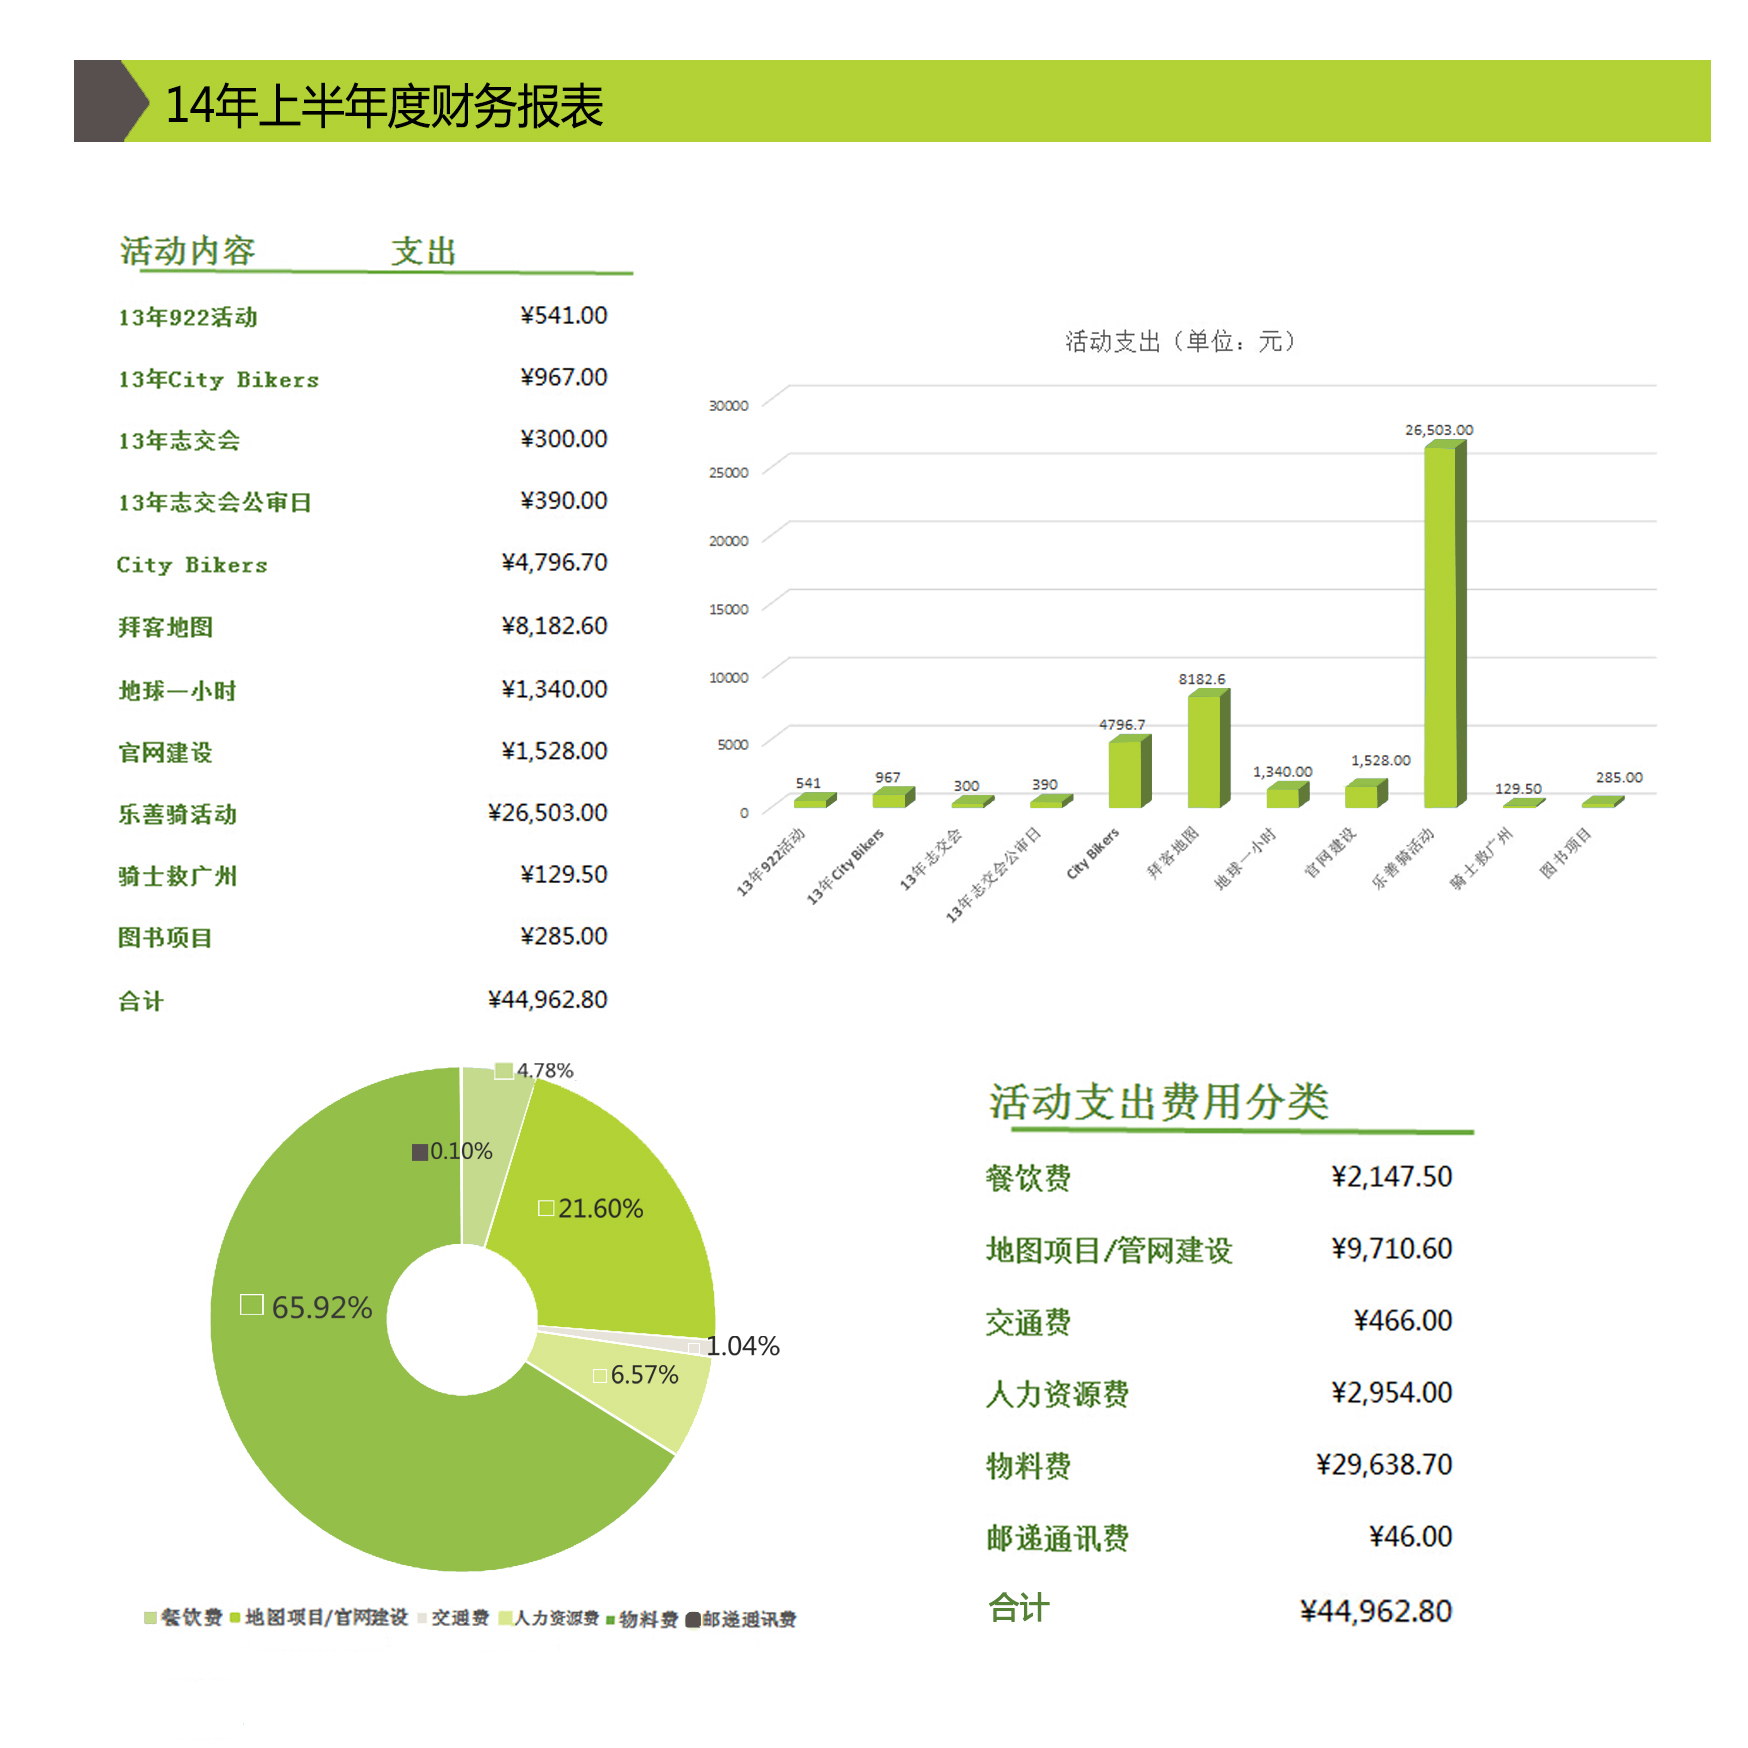 14年上半年度财务报表
活动内容 支出
13年922活动 ¥541.00
13年City Bikers ¥967.00
13年志交会 ¥300.00
13年志交会公审日 ¥390.00
City Bikers ¥4,796.70
拜客地图 ¥8,182.60
地球一小时 ¥1,340.00
官网建设 ¥1,528.00
乐善骑活动 ¥26,503.00
骑士救广州 ¥129.50
图书项目 ¥285.00
合计 ¥44,962.80
活动支出（单位：元）
30000
25000
20000
15000
10000
5000
0
541
967
300
390
4796.7
8182.6
1,340.00
1,528.00
26,503.00
129.50
285.00
13年922活动
13年City Bikers
13年志交会
13年志交会公审日
City Bikers
拜客地图
地球一小时
官网建设
乐善骑活动
骑士救广州
图书项目
4.78%
0.10%
21.60%
65.92%
1.04%
6.57%
餐饮费 地图项目/官网建设 交通费 人力资源费 物料费 邮递通讯费
活动支出费用分类
餐饮费 ¥2,147.50
地图项目/管网建设 ¥9,710.60
交通费 ¥466.00
人力资源费 ¥2,954.00
物料费 ¥29,638.70
邮递通讯费 ¥46.00
合计 ¥44,962.80